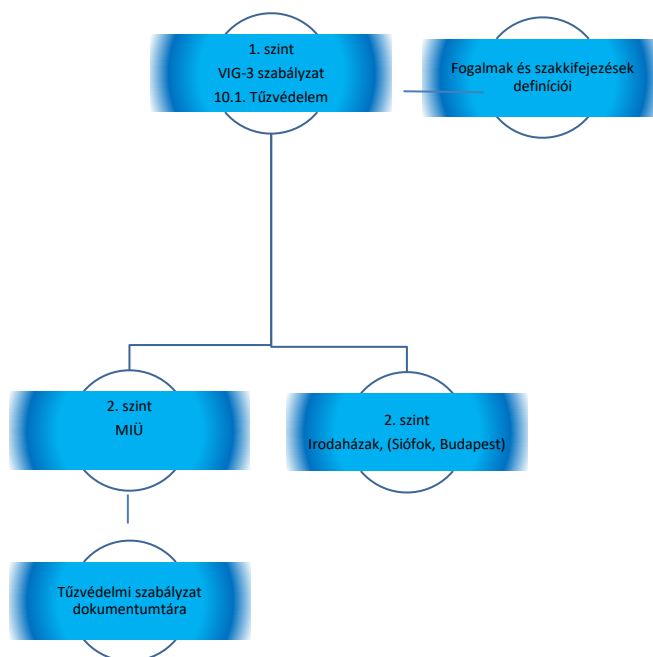 1. szint
VIG-3 szabályzat
10.1. Tűzvédelem
Fogalmak és szakkifejezések
definíciói
2. szint
MIÜ
2. szint
Irodaházak, (Siófok, Budapest)
Tűzvédelmi szabályzat
dokumentumtára